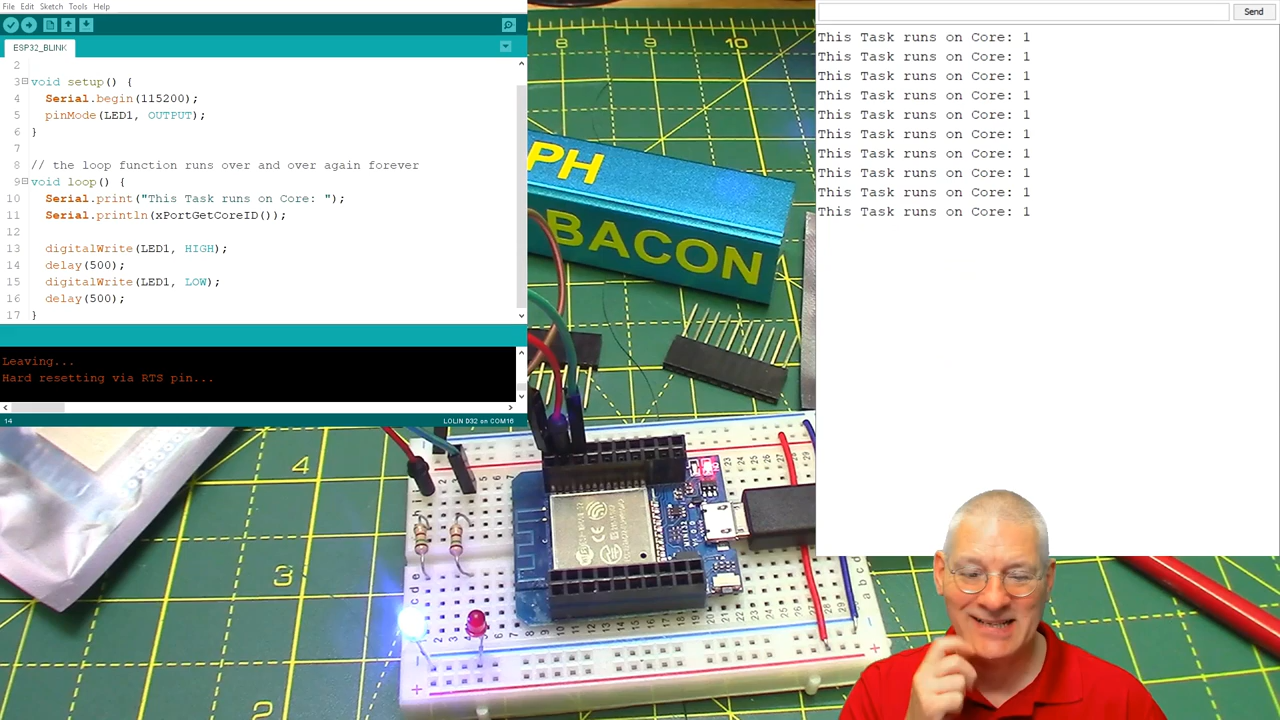 File Edit Sketch Tools Help
ESP32_BLINK
2
3 void setup() {
4 Serial.begin(115200);
5 pinMode(LED1, OUTPUT);
6 }
7
8 // the loop function runs over and over again forever
9 void loop() {
10 Serial.print("This Task runs on Core: ");
11 Serial.println(xPortGetCoreID());
12
13 digitalWrite(LED1, HIGH);
14 delay(500);
15 digitalWrite(LED1, LOW);
16 delay(500);
17 }
Leaving...
Hard resetting via RTS pin...
14 LOLIN D32 on COM16
Send
This Task runs on Core: 1
This Task runs on Core: 1
This Task runs on Core: 1
This Task runs on Core: 1
This Task runs on Core: 1
This Task runs on Core: 1
This Task runs on Core: 1
This Task runs on Core: 1
This Task runs on Core: 1
This Task runs on Core: 1
8 9 10
PH
BACON
4
3
2